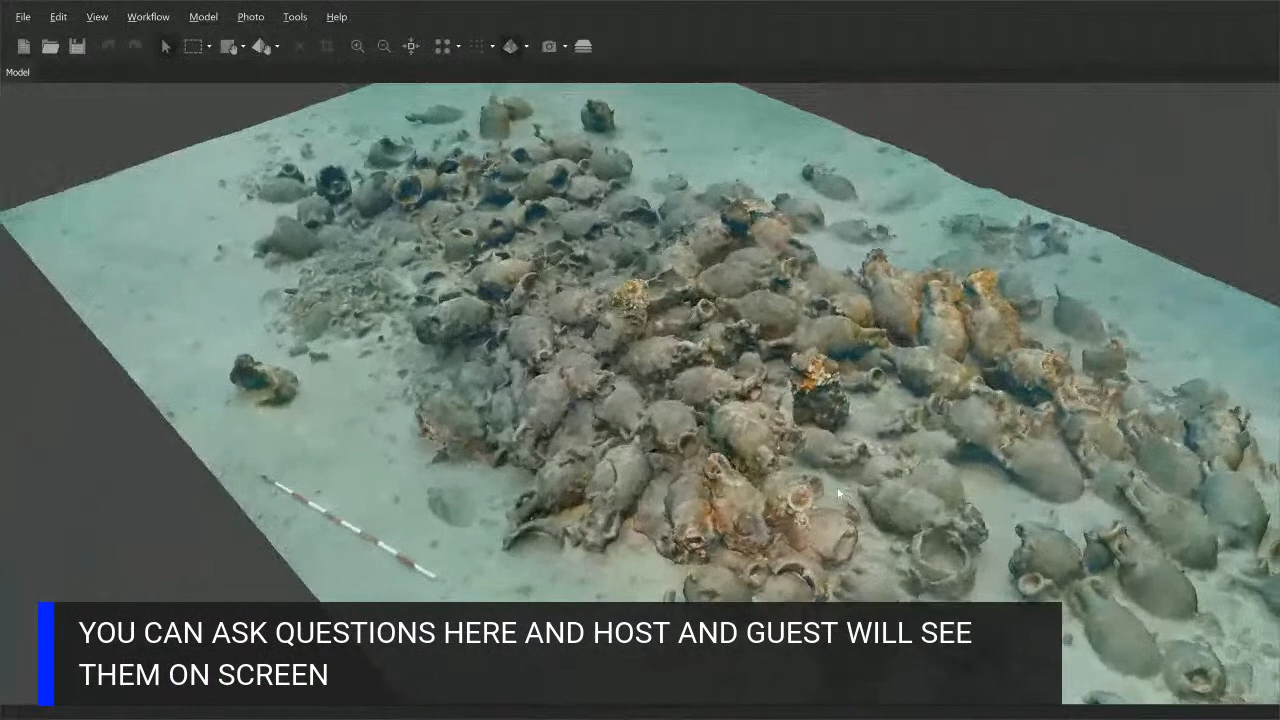 File Edit View Workflow Model Photo Tools Help
Model
YOU CAN ASK QUESTIONS HERE AND HOST AND GUEST WILL SEE
THEM ON SCREEN